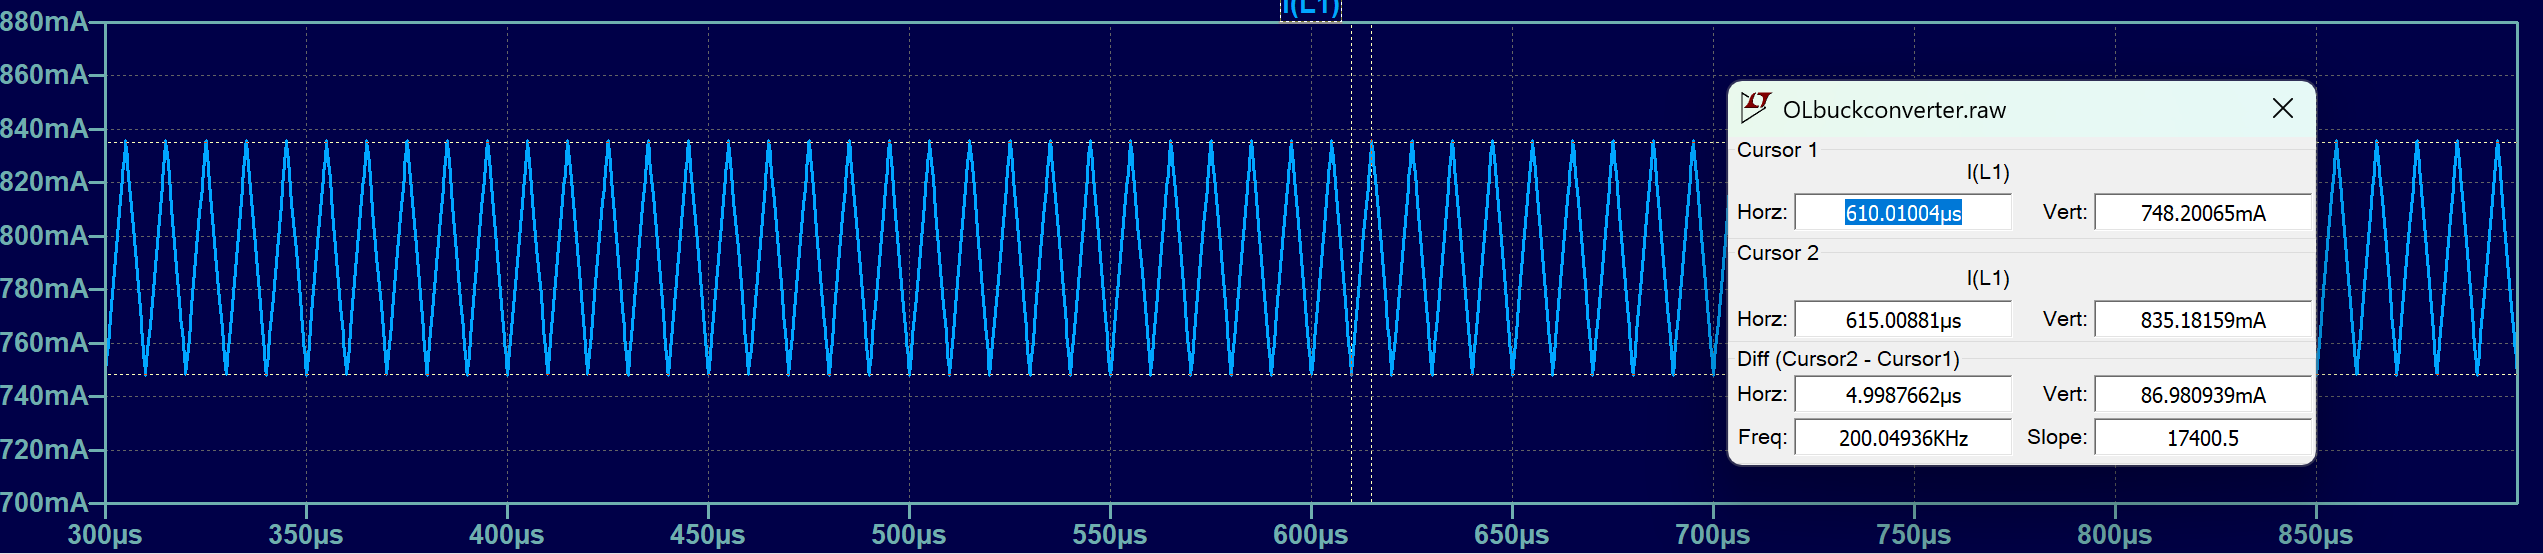 I(L1)
880mA
860mA
840mA
820mA
800mA
780mA
760mA
740mA
720mA
700mA
300µs 350µs 400µs 450µs 500µs 550µs 600µs 650µs 700µs 750µs 800µs 850µs
OLbuckconverter.raw
Cursor 1
I(L1)
Horz: 610.01004µs Vert: 748.20065mA
Cursor 2
I(L1)
Horz: 615.00881µs Vert: 835.18159mA
Diff (Cursor2 - Cursor1)
Horz: 4.9987662µs Vert: 86.980939mA
Freq: 200.04936KHz Slope: 17400.5